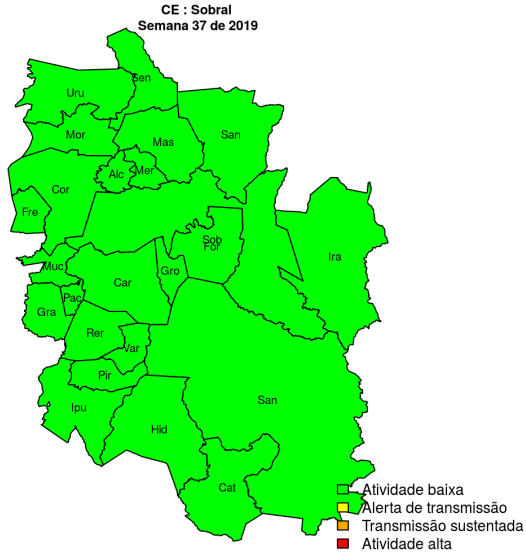 CE : Sobral
Semana 37 de 2019
Sen
Uru
Mor
Mas
San
Alc
Mer
Cor
Fre
Sob
For
Ira
Muc
Gro
Car
Pac
Gra
Rer
Var
Pir
San
Ipu
Hid
Cat
Atividade baixa
Alerta de transmissão
Transmissão sustentada
Atividade alta